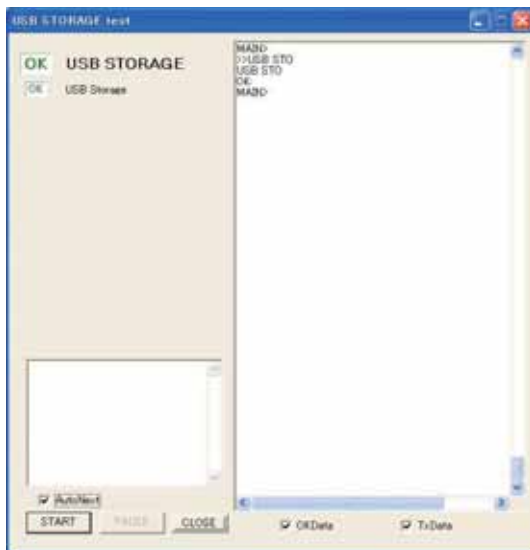 USB STORAGE test
OK USB STORAGE
OK USB Storage
MAIN>
>>USB STO
USB STO
OK
MAIN>
AutoNext
START PAUSE CLOSE
OKData TxData